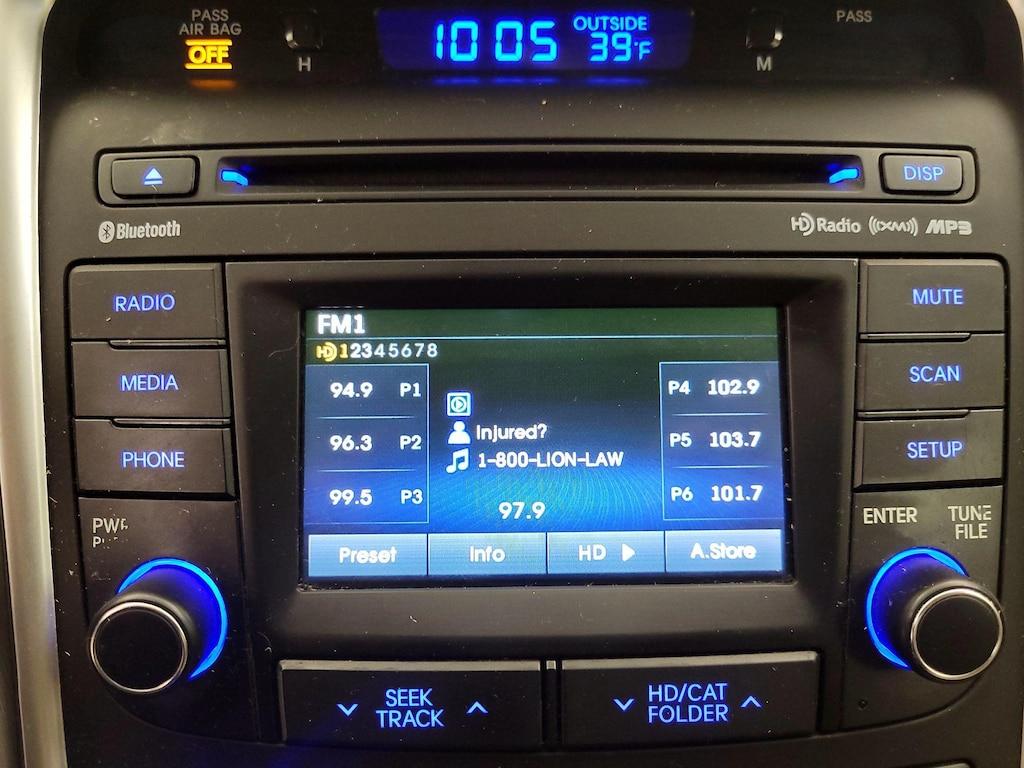 PASS
AIR BAG
OFF
H
10 05
OUTSIDE
39°F
M
PASS
DISP
Bluetooth
HD Radio ((XM)) MP3
RADIO
MEDIA
PHONE
FM1
HD 12345678
94.9 P1
96.3 P2
99.5 P3
Injured?
1-800-LION-LAW
97.9
P4 102.9
P5 103.7
P6 101.7
Preset
Info
HD
A.Store
MUTE
SCAN
SETUP
PWR
ENTER
TUNE
FILE
SEEK
TRACK
HD/CAT
FOLDER